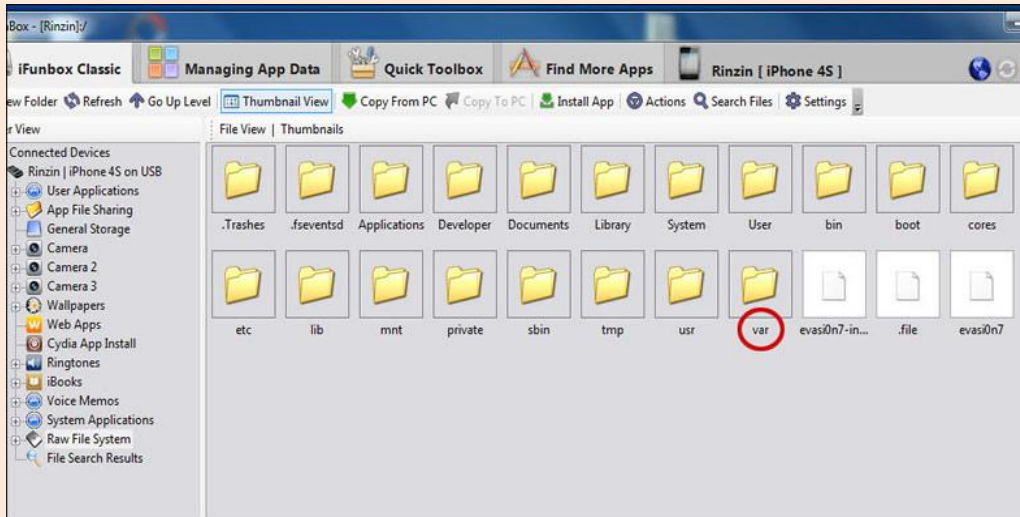 Box - [Rinzin]:/
iFunbox Classic Managing App Data Quick Toolbox Find More Apps Rinzin [ iPhone 4S ]
ew Folder Refresh Go Up Level Thumbnail View Copy From PC Copy To PC Install App Actions Search Files Settings
r View File View | Thumbnails
Connected Devices
Rinzin | iPhone 4S on USB
User Applications
App File Sharing
General Storage
Camera
Camera 2
Camera 3
Wallpapers
Web Apps
Cydia App Install
Ringtones
iBooks
Voice Memos
System Applications
Raw File System
File Search Results
.Trashes .fseventsd Applications Developer Documents Library System User bin boot cores
etc lib mnt private sbin tmp usr var evasi0n7-in... .file evasi0n7